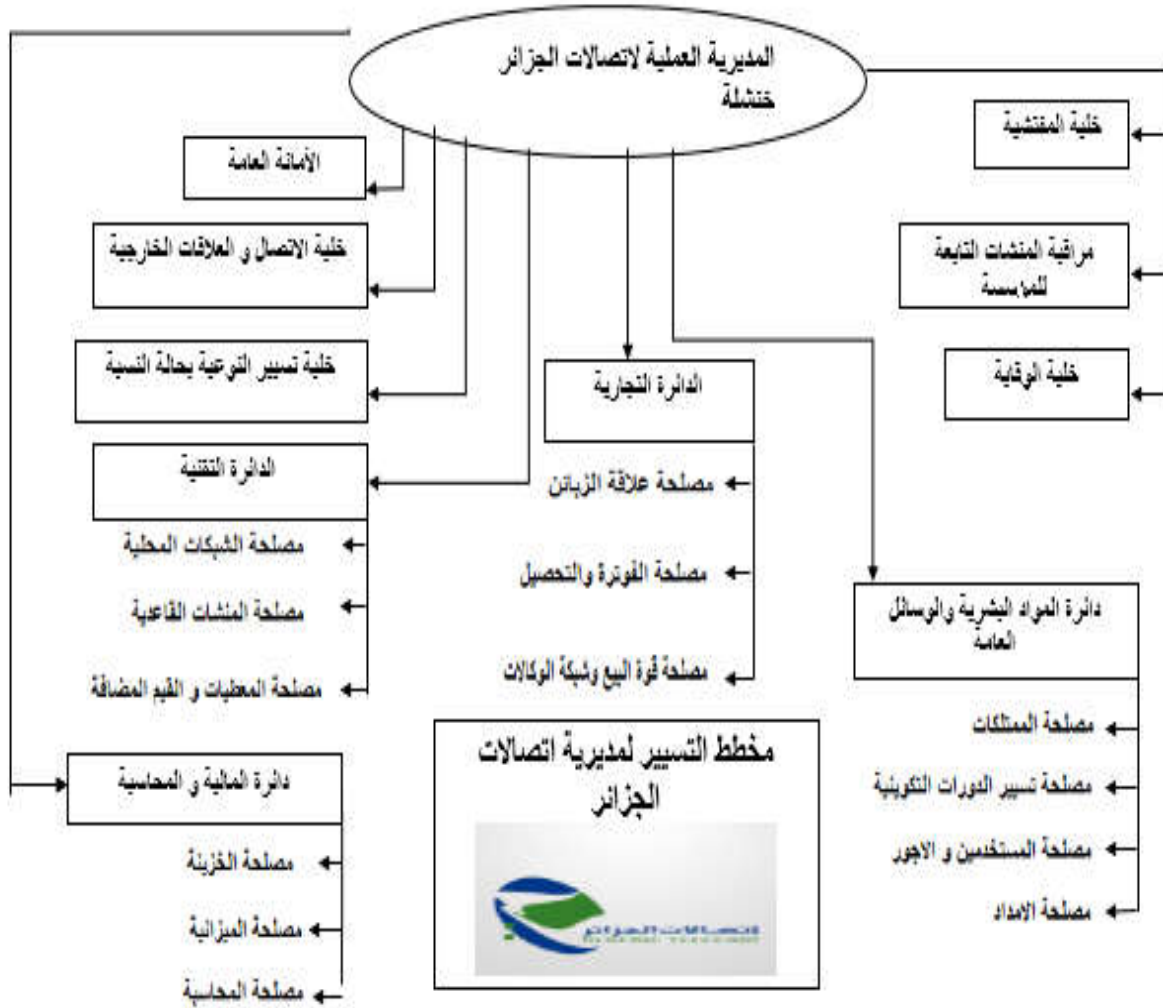 المديرية العملية لاتصالات الجزائر
خنشلة
خلية المفتشية
مراقبة المنشات التابعة
للمؤسسة
خلية الوقاية
الأمانة العامة
خلية الاتصال و العلاقات الخارجية
خلية تسيير النوعية بحالة النسبة
الدائرة التقنية
مصلحة الشبكات المحلية
مصلحة المنشات القاعدية
مصلحة المعطيات و القيم المضافة
الدائرة التجارية
مصلحة علاقة الزبائن
مصلحة الفوترة والتحصيل
مصلحة قوة البيع وشبكة الوكالات
دائرة المواد البشرية والوسائل
العامة
مصلحة الممتلكات
مصلحة تسيير الدورات التكوينية
مصلحة المستخدمين و الاجور
مصلحة الامداد
دائرة المالية و المحاسبة
مصلحة الخزينة
مصلحة الميزانية
مصلحة المحاسبة
مخطط التسيير لمديرية اتصالات
الجزائر
اتصالات الجزائر